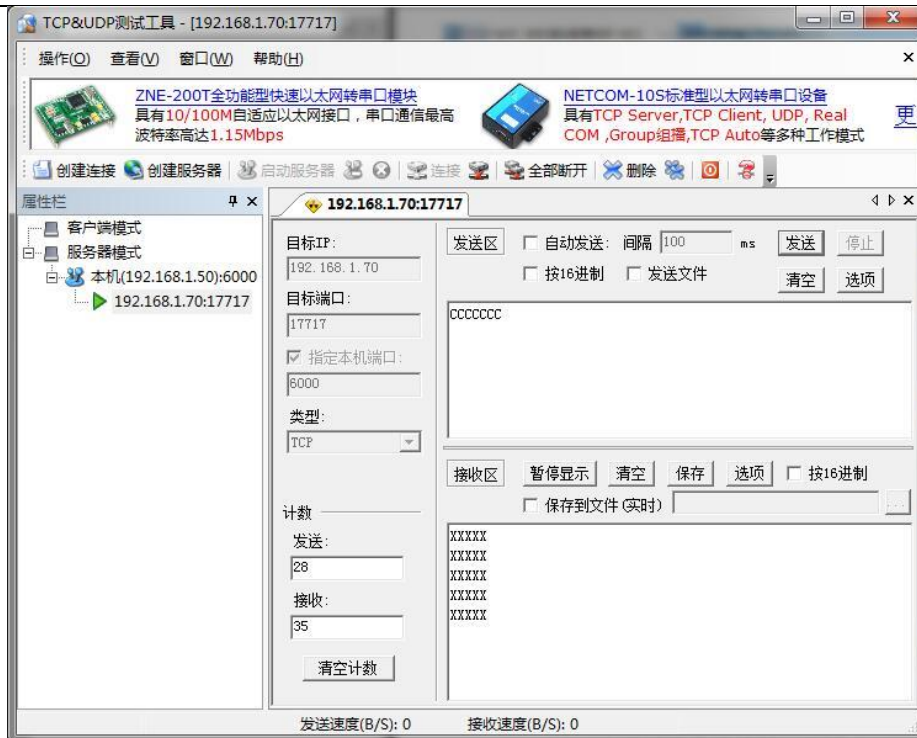 TCP&UDP测试工具 - [192.168.1.70:17717]
操作(O) 查看(V) 窗口(W) 帮助(H)
ZNE-200T全功能型快速以太网转串口模块
具有10/100M自适应以太网接口，串口通信最高
波特率高达1.15Mbps
NETCOM-10S标准型以太网转串口设备
具有TCP Server,TCP Client, UDP, Real
COM ,Group组播,TCP Auto等多种工作模式
更
创建连接 创建服务器 启动服务器 连接 全部断开 删除
属性栏
客户端模式
服务器模式
本机(192.168.1.50):6000
192.168.1.70:17717
192.168.1.70:17717
目标IP:
192.168.1.70
目标端口:
17717
指定本机端口:
6000
类型:
TCP
计数
发送:
28
接收:
35
清空计数
发送区 自动发送: 间隔 100 ms 发送 停止
按16进制 发送文件 清空 选项
CCCCCCC
接收区 暂停显示 清空 保存 选项 按16进制
保存到文件(实时) ...
XXXXX
XXXXX
XXXXX
XXXXX
XXXXX
发送速度(B/S): 0 接收速度(B/S): 0